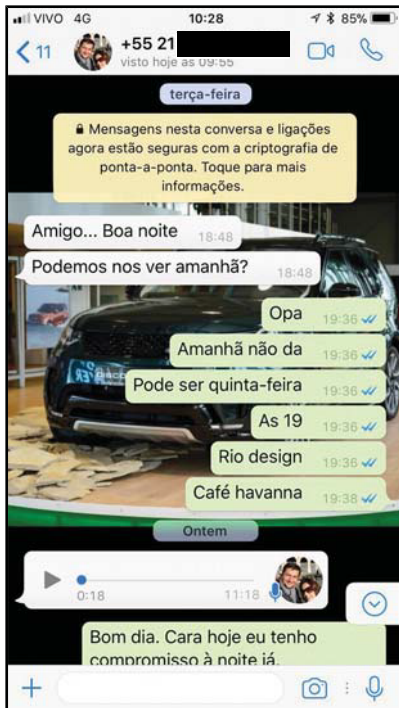 VIVO 4G 10:28 85%
11
+55 21
visto hoje às 09:55
terça-feira
Mensagens nesta conversa e ligações
agora estão seguras com a criptografia de
ponta-a-ponta. Toque para mais
informações.
Amigo... Boa noite 18:48
Podemos nos ver amanhã? 18:48
Opa 19:36
Amanhã não da 19:36
Pode ser quinta-feira 19:36
As 19 19:36
Rio design 19:36
Café havanna 19:38
Ontem
0:18 11:18
Bom dia. Cara hoje eu tenho
compromisso à noite já.